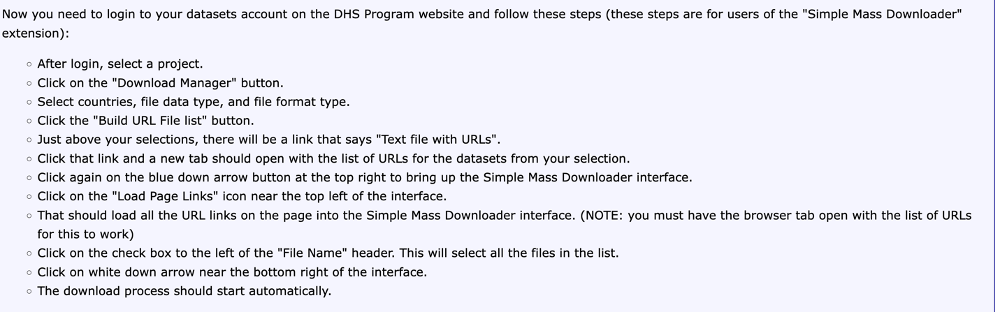 Now you need to login to your datasets account on the DHS Program website and follow these steps (these steps are for users of the "Simple Mass Downloader"
extension):
◦ After login, select a project.
◦ Click on the "Download Manager" button.
◦ Select countries, file data type, and file format type.
◦ Click the "Build URL File list" button.
◦ Just above your selections, there will be a link that says "Text file with URLs".
◦ Click that link and a new tab should open with the list of URLs for the datasets from your selection.
◦ Click again on the blue down arrow button at the top right to bring up the Simple Mass Downloader interface.
◦ Click on the "Load Page Links" icon near the top left of the interface.
◦ That should load all the URL links on the page into the Simple Mass Downloader interface. (NOTE: you must have the browser tab open with the list of URLs
for this to work)
◦ Click on the check box to the left of the "File Name" header. This will select all the files in the list.
◦ Click on white down arrow near the bottom right of the interface.
◦ The download process should start automatically.